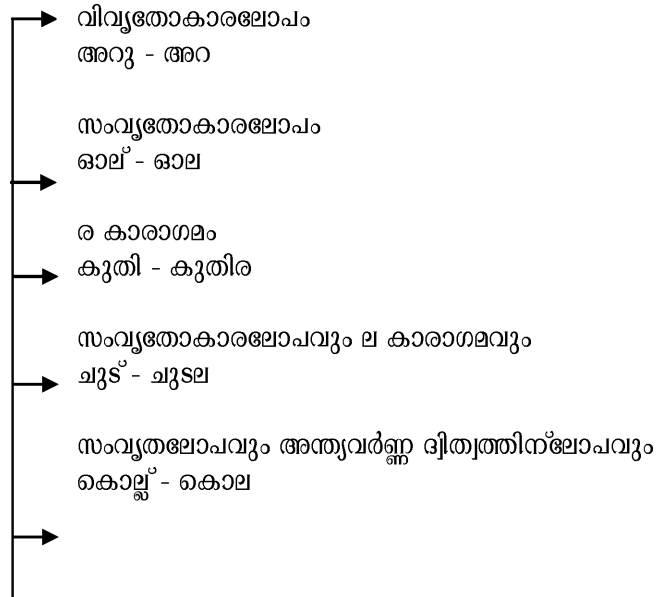 വിവൃതോകാരലോപം
അറു - അറ
സംവൃതോകാരലോപം
ഓല് - ഓല
ര കാരാഗമം
കുതി - കുതിര
സംവൃതോകാരലോപവും ല കാരാഗമവും
ചുട് - ചുടല
സംവൃതലോപവും അന്ത്യവർണ്ണ ദ്വിത്വത്തിന്ലോപവും
കൊല്ല് - കൊല